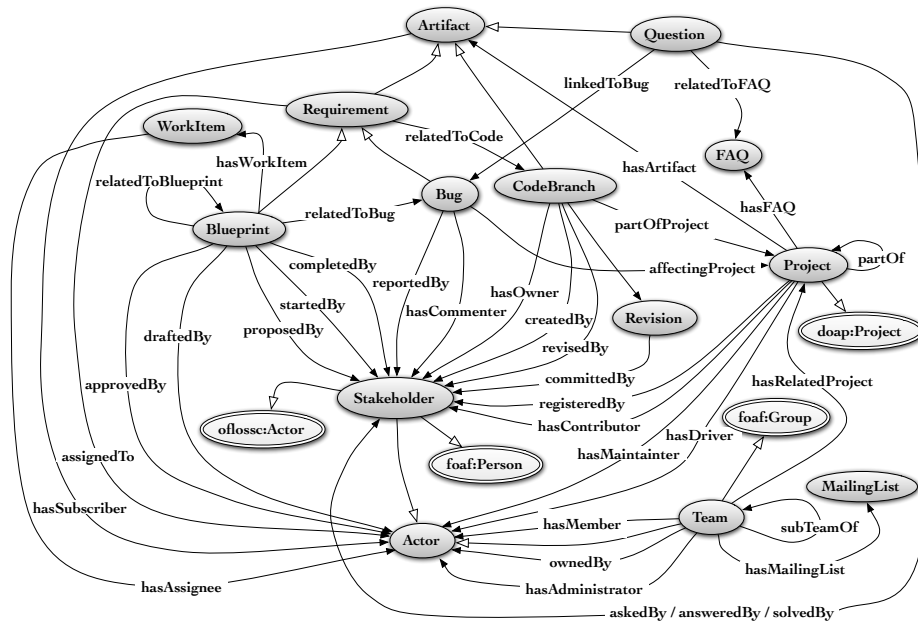 Artifact
Question
linkedToBug
relatedToFAQ
Requirement
WorkItem
relatedToCode
hasWorkItem
hasArtifact
FAQ
relatedToBlueprint
Bug
CodeBranch
hasFAQ
relatedToBug
partOfProject
Blueprint
completedBy
reportedBy
affectingProject
Project
partOf
hasOwner
startedBy
hasCommenter
createdBy
Revision
doap:Project
proposedBy
draftedBy
revisedBy
approvedBy
committedBy
hasRelatedProject
Stakeholder
registeredBy
foaf:Group
hasContributor
oflossc:Actor
hasDriver
assignedTo
hasMaintainter
foaf:Person
MailingList
hasSubscriber
hasMember
Team
subTeamOf
Actor
ownedBy
hasMailingList
hasAssignee
hasAdministrator
askedBy / answeredBy / solvedBy